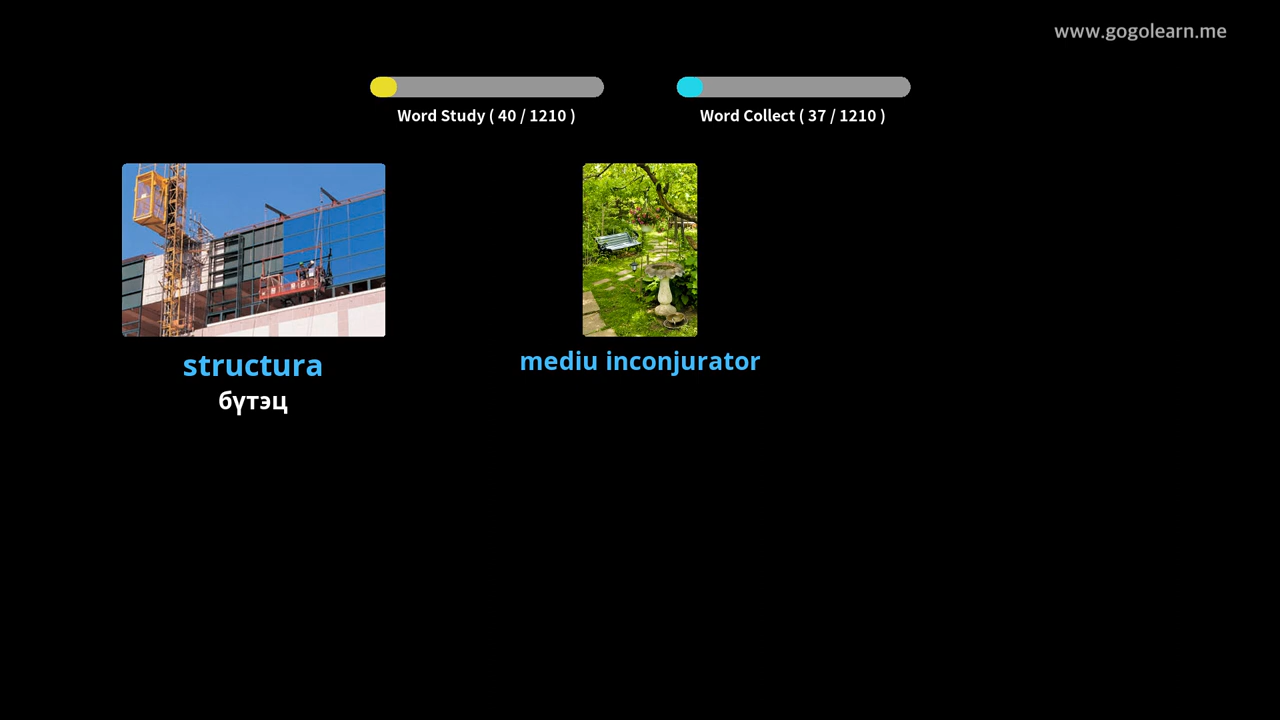 www.gogolearn.me
Word Study ( 40 / 1210 )
Word Collect ( 37 / 1210 )
structura
бүтэц
mediu inconjurator